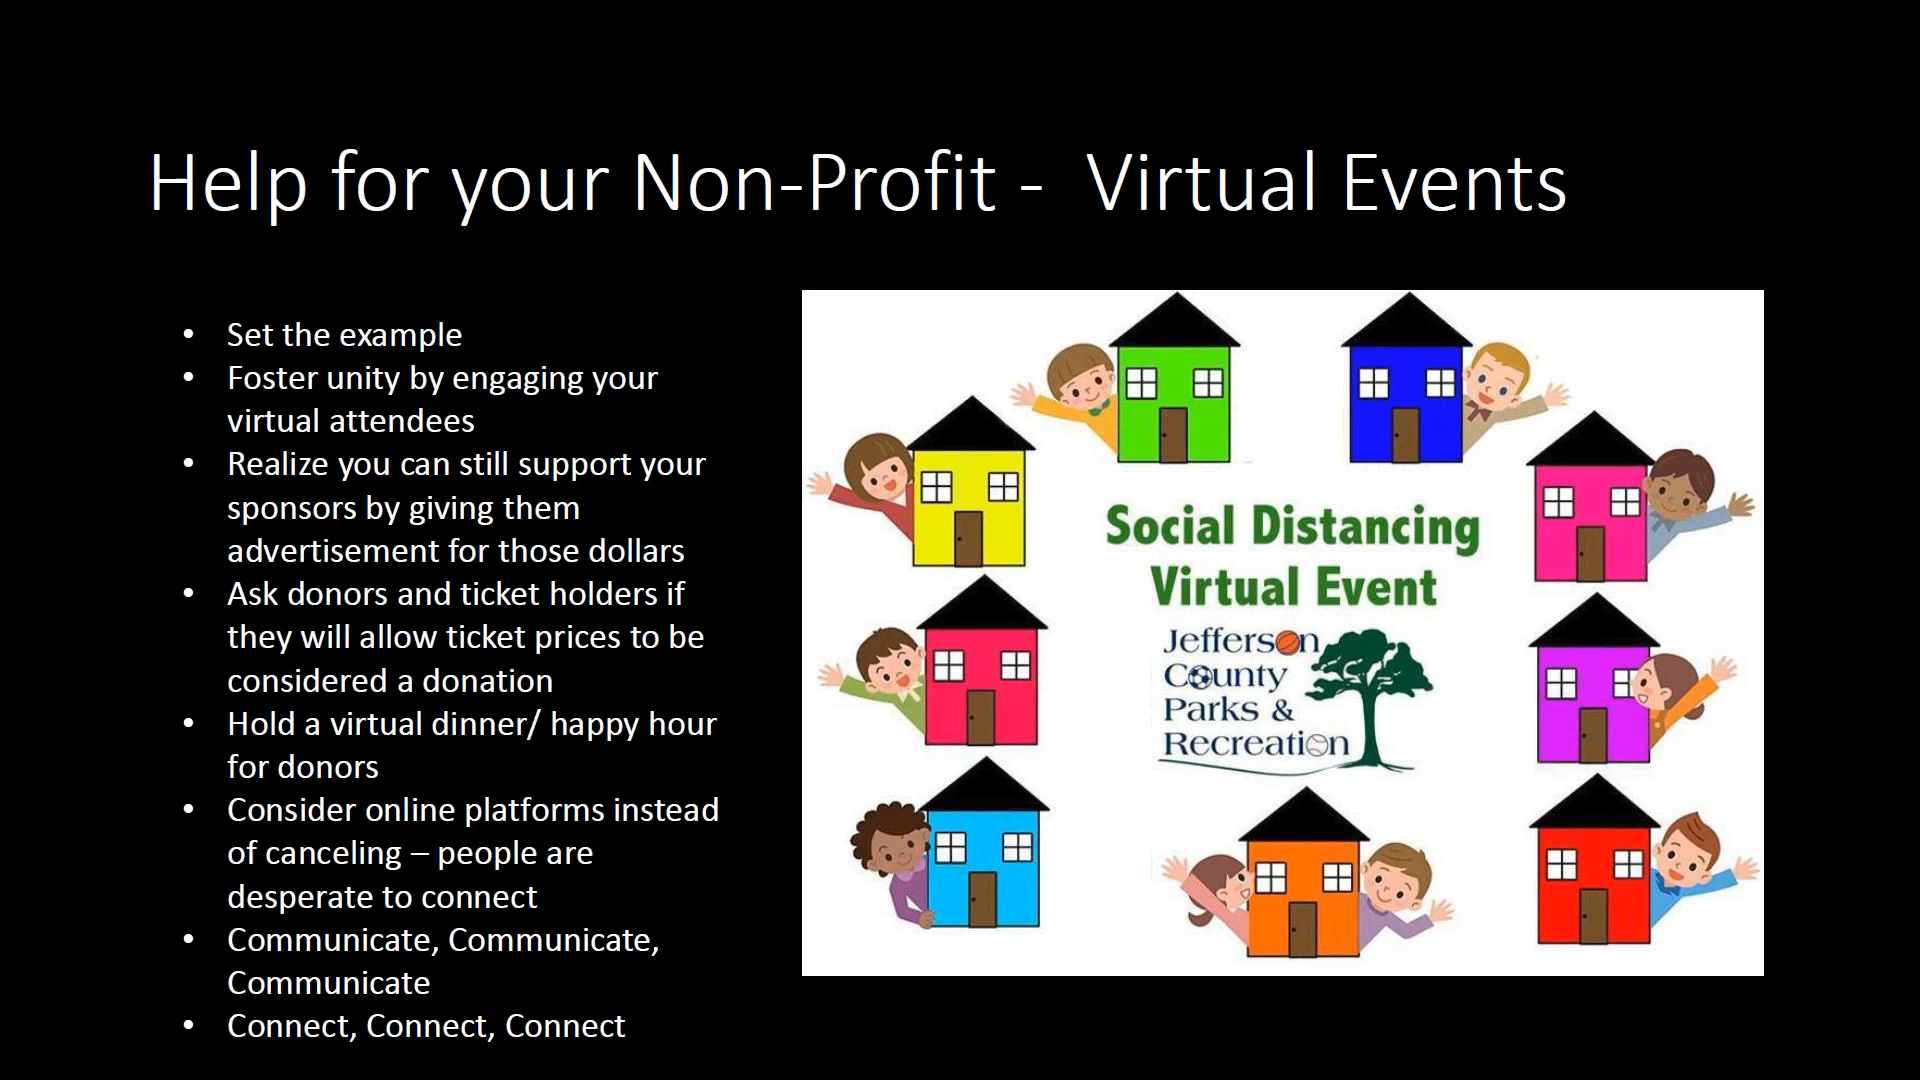 Help for your Non-Profit - Virtual Events
• Set the example
• Foster unity by engaging your
virtual attendees
• Realize you can still support your
sponsors by giving them
advertisement for those dollars
• Ask donors and ticket holders if
they will allow ticket prices to be
considered a donation
• Hold a virtual dinner/ happy hour
for donors
• Consider online platforms instead
of canceling – people are
desperate to connect
• Communicate, Communicate,
Communicate
• Connect, Connect, Connect
Social Distancing
Virtual Event
Jefferson
County
Parks &
Recreation